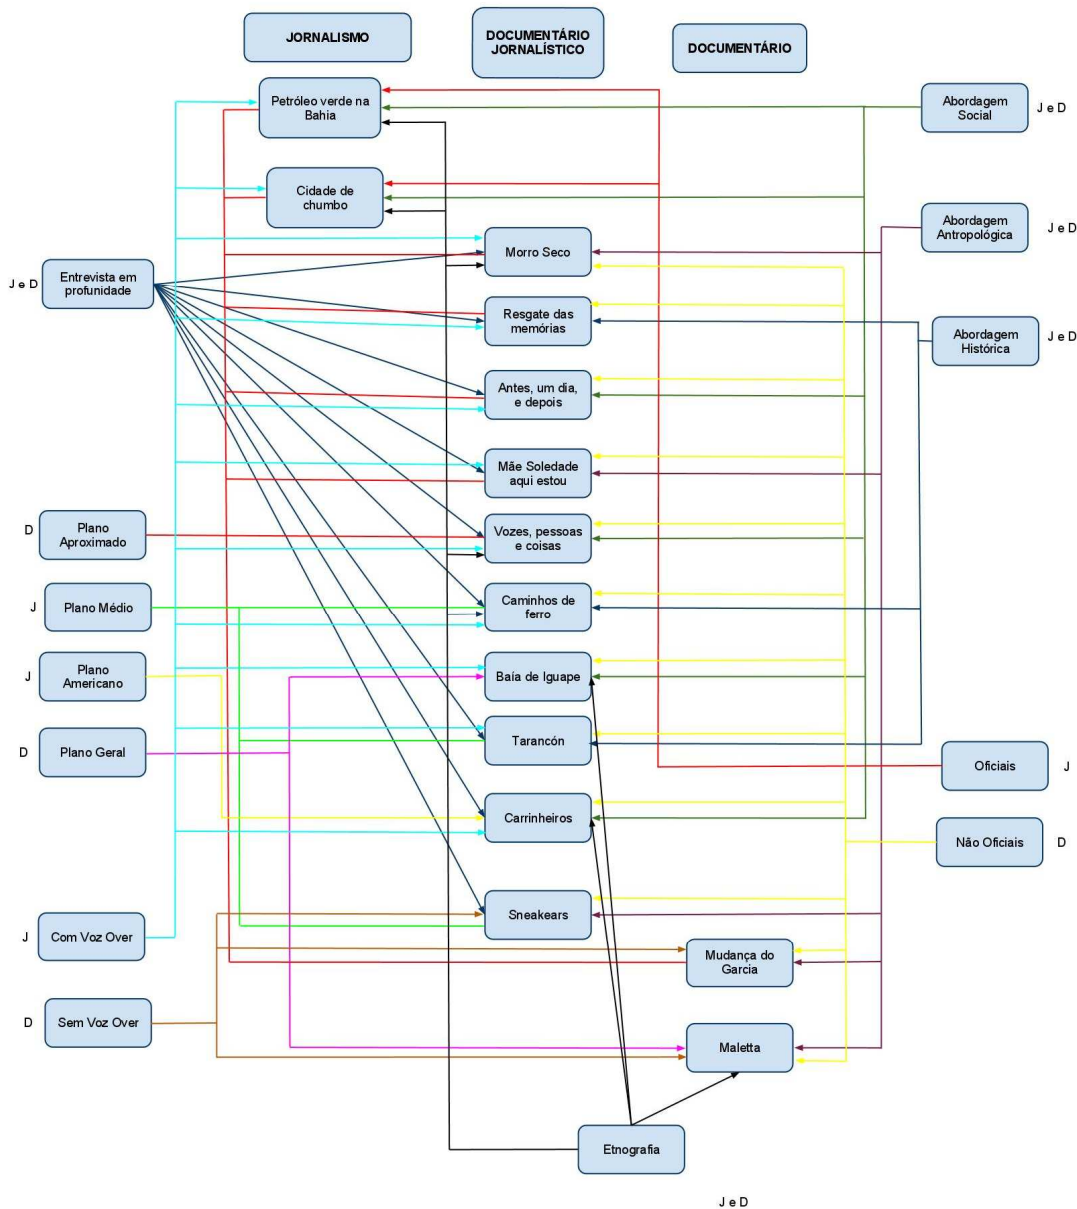 JORNALISMO
DOCUMENTÁRIO
JORNALÍSTICO
DOCUMENTÁRIO
Petróleo verde na
Bahia
Abordagem
Social
J e D
Cidade de
chumbo
Abordagem
Antropológica
J e D
Morro Seco
J e D
Entrevista em
profunidade
Resgate das
memórias
Abordagem
Histórica
J e D
Antes, um dia,
e depois
Mãe Soledade
aqui estou
D
Plano
Aproximado
Vozes, pessoas
e coisas
J
Plano Médio
Caminhos de
ferro
J
Plano
Americano
Baía de Iguape
D
Plano Geral
Tarancón
Oficiais
J
Carrinheiros
Não Oficiais
D
Sneakears
J
Com Voz Over
Mudança do
Garcia
D
Sem Voz Over
Maletta
Etnografia
J e D